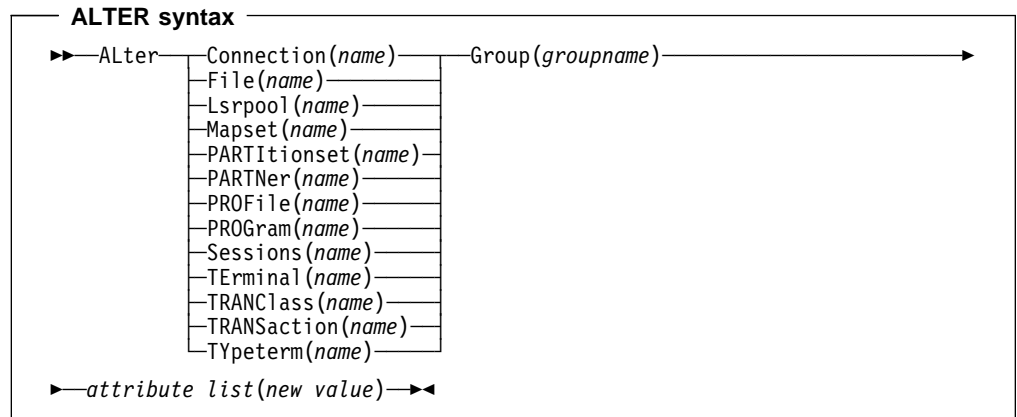 ALTER syntax
ALter Connection(name) Group(groupname)
File(name)
Lsrpool(name)
Mapset(name)
PARTItionset(name)
PARTNer(name)
PROFile(name)
PROGram(name)
Sessions(name)
TErminal(name)
TRANClass(name)
TRANSaction(name)
TYpeterm(name)
attribute list(new value)